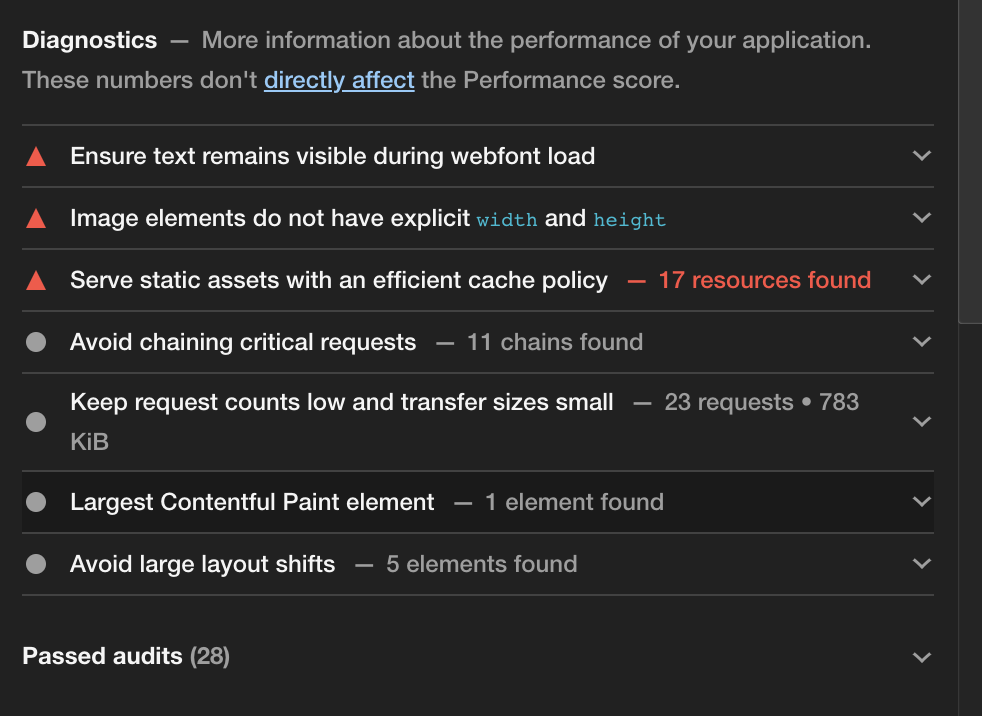 Diagnostics — More information about the performance of your application.
These numbers don't directly affect the Performance score.
Ensure text remains visible during webfont load
Image elements do not have explicit width and height
Serve static assets with an efficient cache policy — 17 resources found
Avoid chaining critical requests — 11 chains found
Keep request counts low and transfer sizes small — 23 requests • 783
KiB
Largest Contentful Paint element — 1 element found
Avoid large layout shifts — 5 elements found
Passed audits (28)